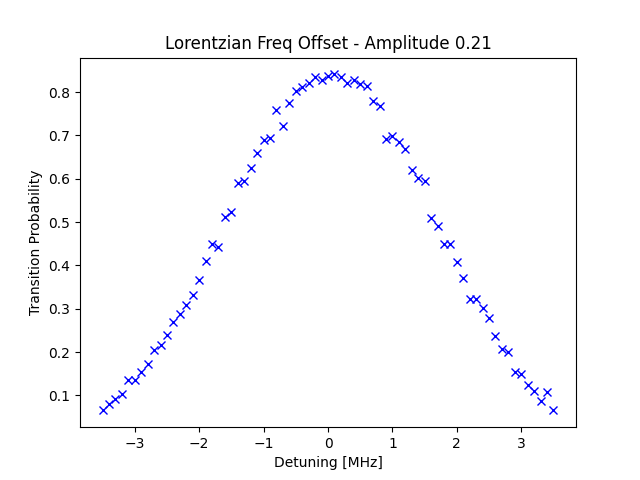 Lorentzian Freq Offset - Amplitude 0.21
Transition Probability
0.8
0.7
0.6
0.5
0.4
0.3
0.2
0.1
−3 −2 −1 0 1 2 3
Detuning [MHz]